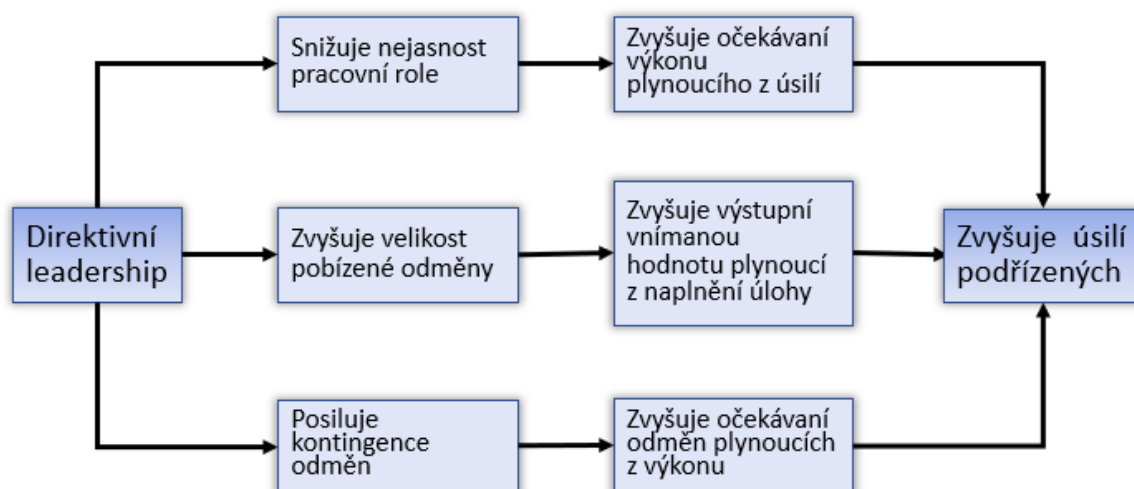 Direktivní
leadership
Snižuje nejasnost
pracovní role
Zvyšuje očekávaní
výkonu
plynoucího z úsilí
Zvyšuje velikost
pobízené odměny
Zvyšuje výstupní
vnímanou
hodnotu plynoucí
z naplnění úlohy
Posiluje
kontingence
odměn
Zvyšuje očekávaní
odměn plynoucích
z výkonu
Zvyšuje úsilí
podřízených